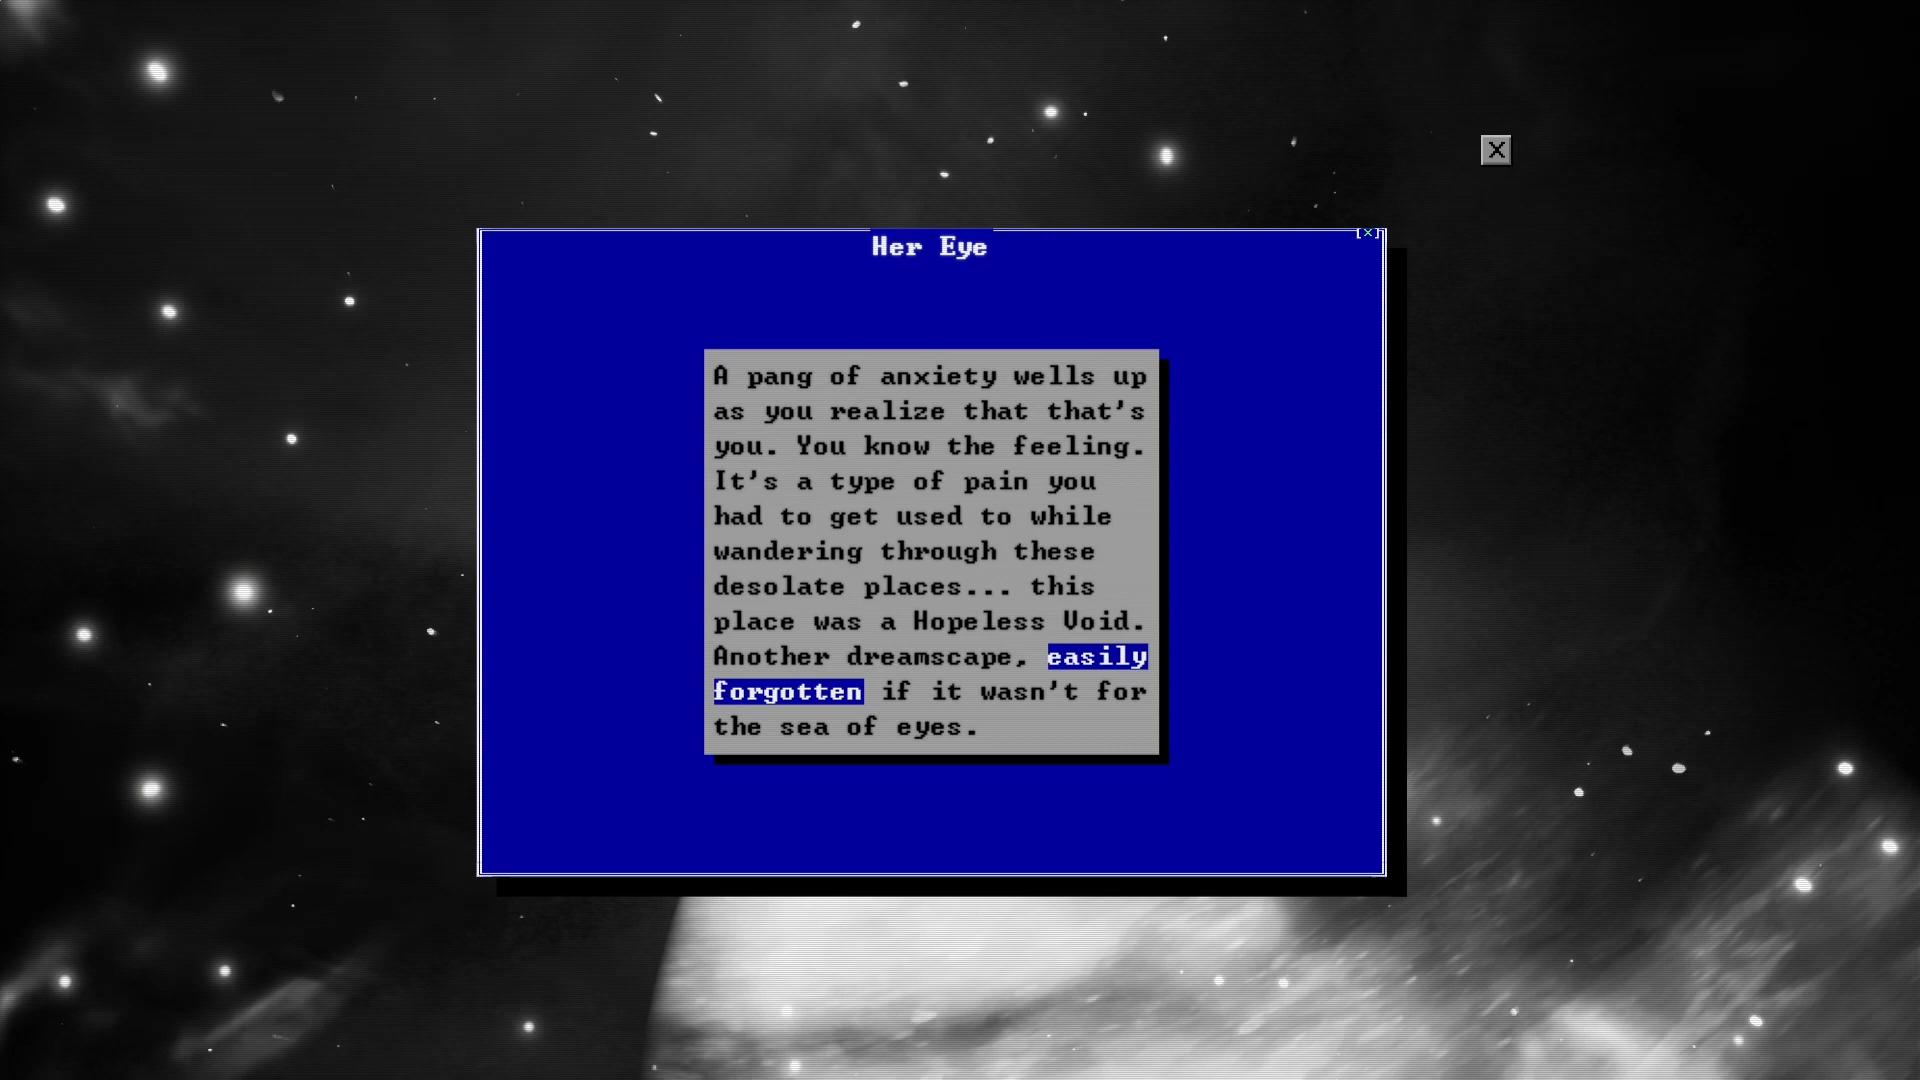 X
[x]
Her Eye
A pang of anxiety wells up
as you realize that that's
you. You know the feeling.
It's a type of pain you
had to get used to while
wandering through these
desolate places... this
place was a Hopeless Void.
Another dreamscape, easily
forgotten if it wasn't for
the sea of eyes.